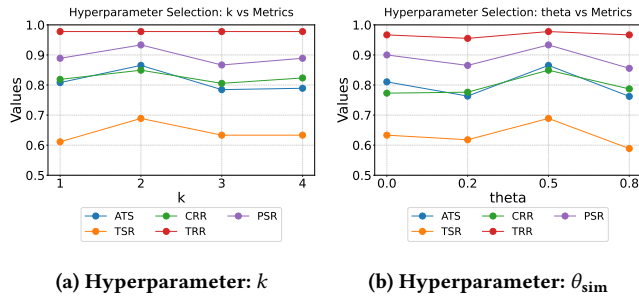 Hyperparameter Selection: k vs Metrics
1.0
0.9
0.8
0.7
0.6
0.5
Values
1 2 3 4
k
ATS CRR PSR
TSR TRR
(a) Hyperparameter: k
Hyperparameter Selection: theta vs Metrics
1.0
0.9
0.8
0.7
0.6
0.5
Values
0.0 0.2 0.5 0.8
theta
ATS CRR PSR
TSR TRR
(b) Hyperparameter: θsim